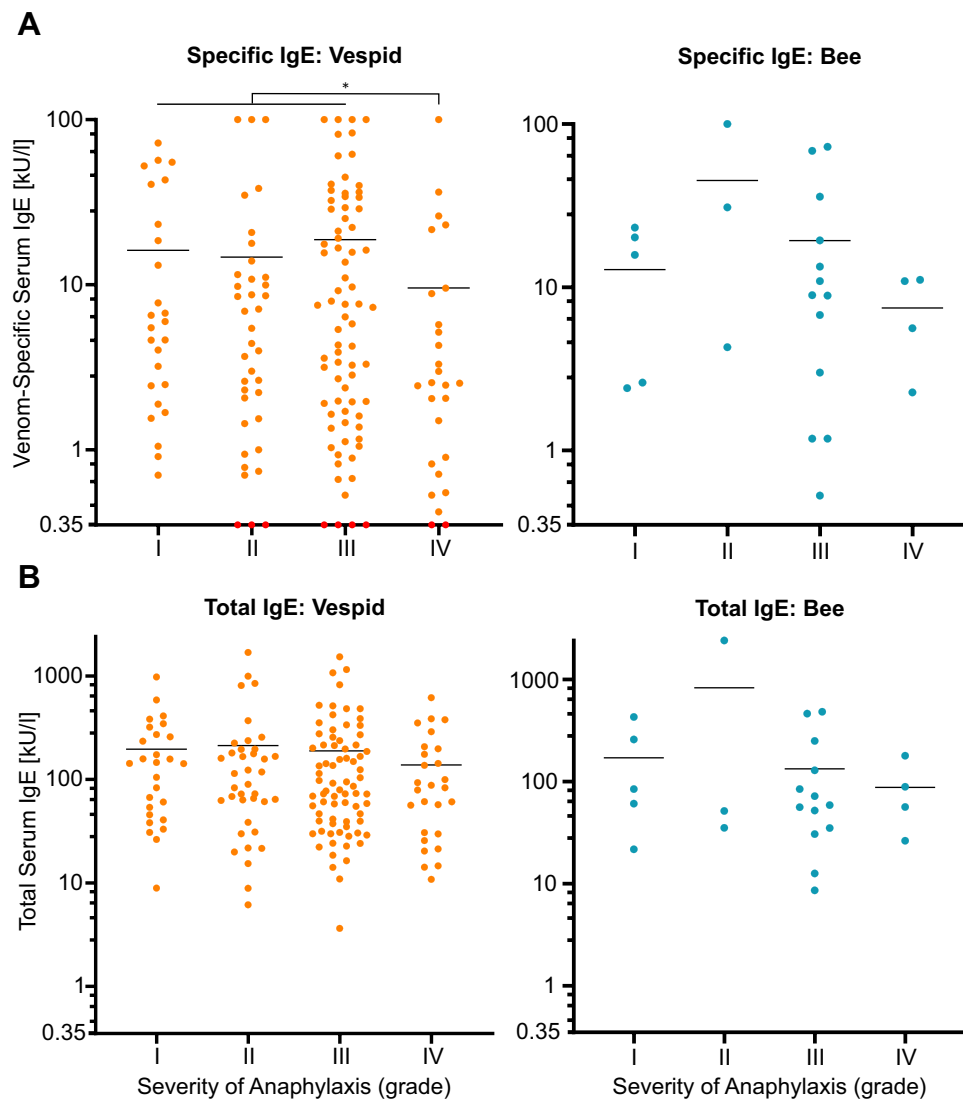 A
Specific IgE: Vespid
Specific IgE: Bee
*
Venom-Specific Serum IgE [kU/l]
100
10
1
0.35
I II III IV
100
10
1
0.35
I II III IV
B
Total IgE: Vespid
Total IgE: Bee
Total Serum IgE [kU/l]
1000
100
10
1
0.35
I II III IV
Severity of Anaphylaxis (grade)
1000
100
10
1
0.35
I II III IV
Severity of Anaphylaxis (grade)